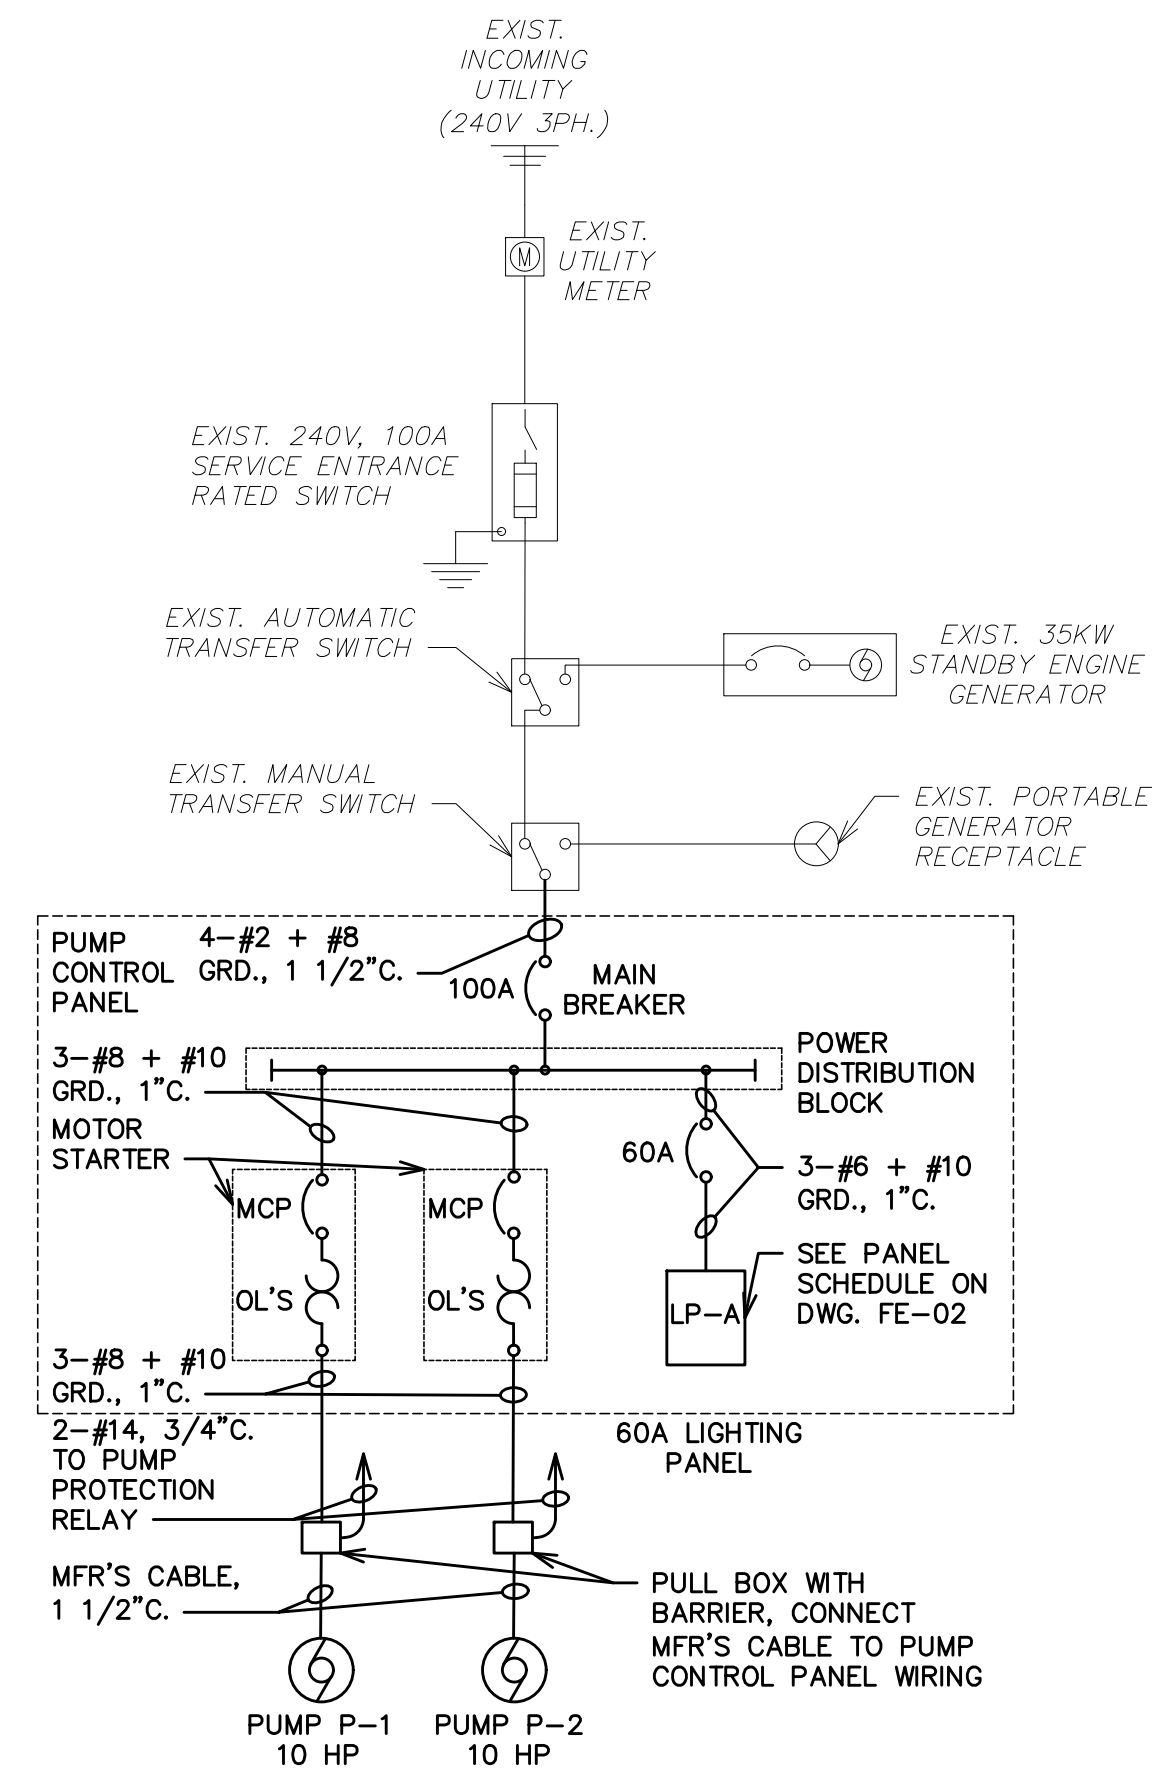 EXIST.
INCOMING
UTILITY
(240V 3PH.)
M
EXIST.
UTILITY
METER
EXIST. 240V, 100A
SERVICE ENTRANCE
RATED SWITCH
EXIST. AUTOMATIC
TRANSFER SWITCH
EXIST. 35KW
STANDBY ENGINE
GENERATOR
EXIST. MANUAL
TRANSFER SWITCH
EXIST. PORTABLE
GENERATOR
RECEPTACLE
PUMP
CONTROL
PANEL
4-#2 + #8
GRD., 1 1/2"C.
100A
MAIN
BREAKER
3-#8 + #10
GRD., 1"C.
POWER
DISTRIBUTION
BLOCK
MOTOR
STARTER
60A
3-#6 + #10
GRD., 1"C.
MCP
MCP
OL'S
OL'S
LP-A
SEE PANEL
SCHEDULE ON
DWG. FE-02
3-#8 + #10
GRD., 1"C.
2-#14, 3/4"C.
TO PUMP
PROTECTION
RELAY
60A LIGHTING
PANEL
MFR'S CABLE,
1 1/2"C.
PULL BOX WITH
BARRIER, CONNECT
MFR'S CABLE TO PUMP
CONTROL PANEL WIRING
PUMP P-1
10 HP
PUMP P-2
10 HP